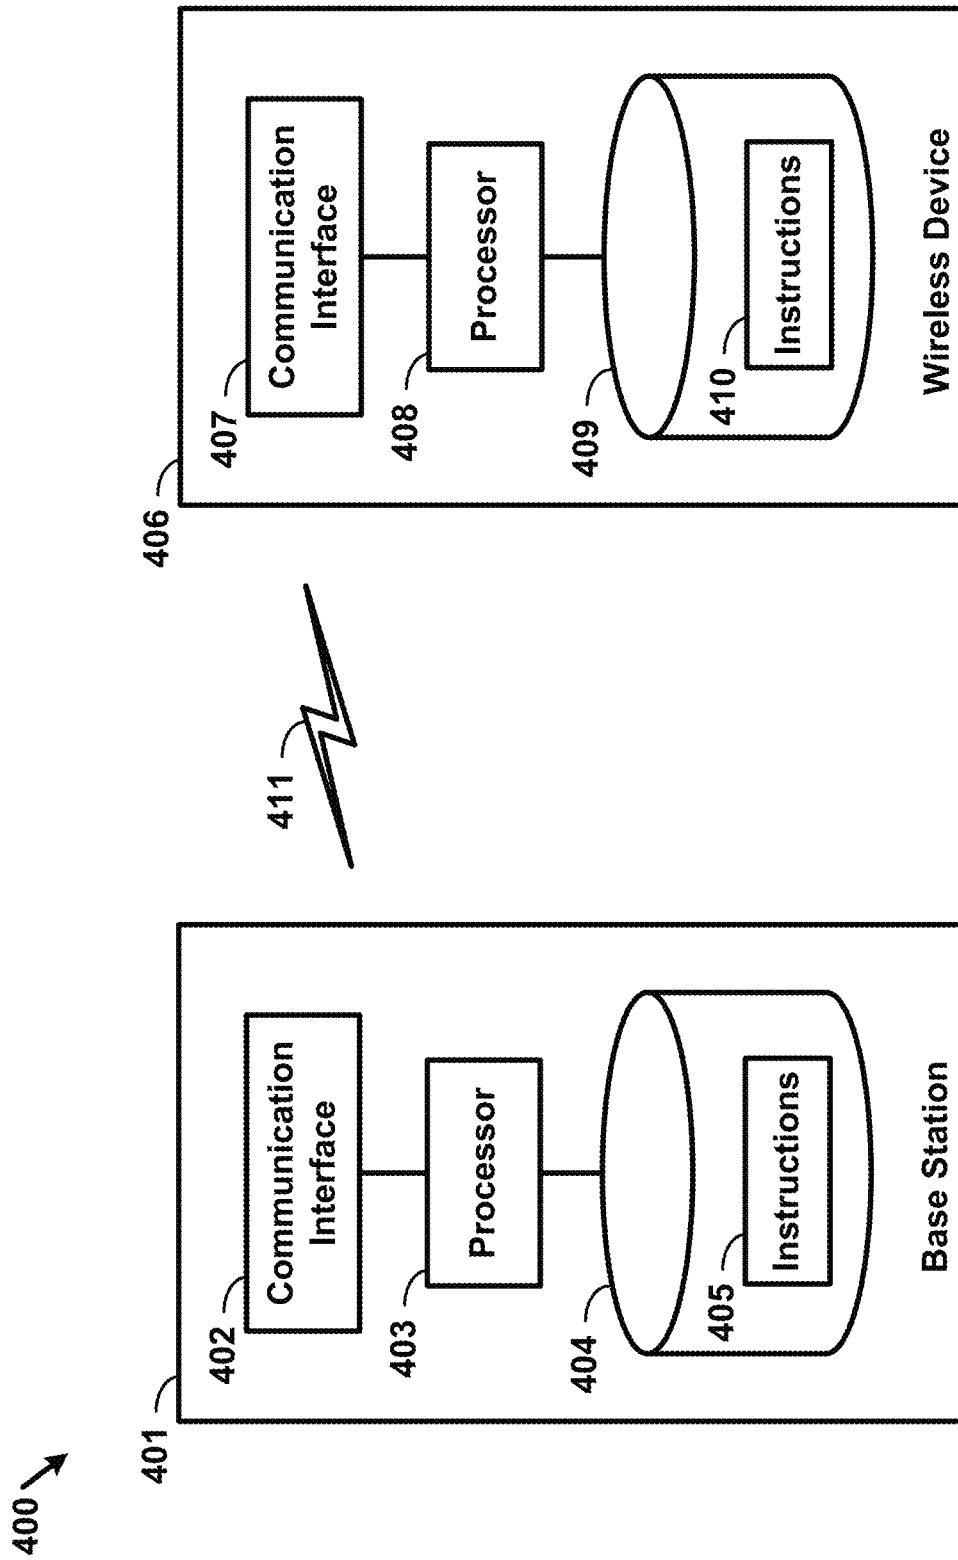 400
401
402
Communication
Interface
403
Processor
404
405
Instructions
Base Station
411
406
407
Communication
Interface
408
Processor
409
410
Instructions
Wireless Device